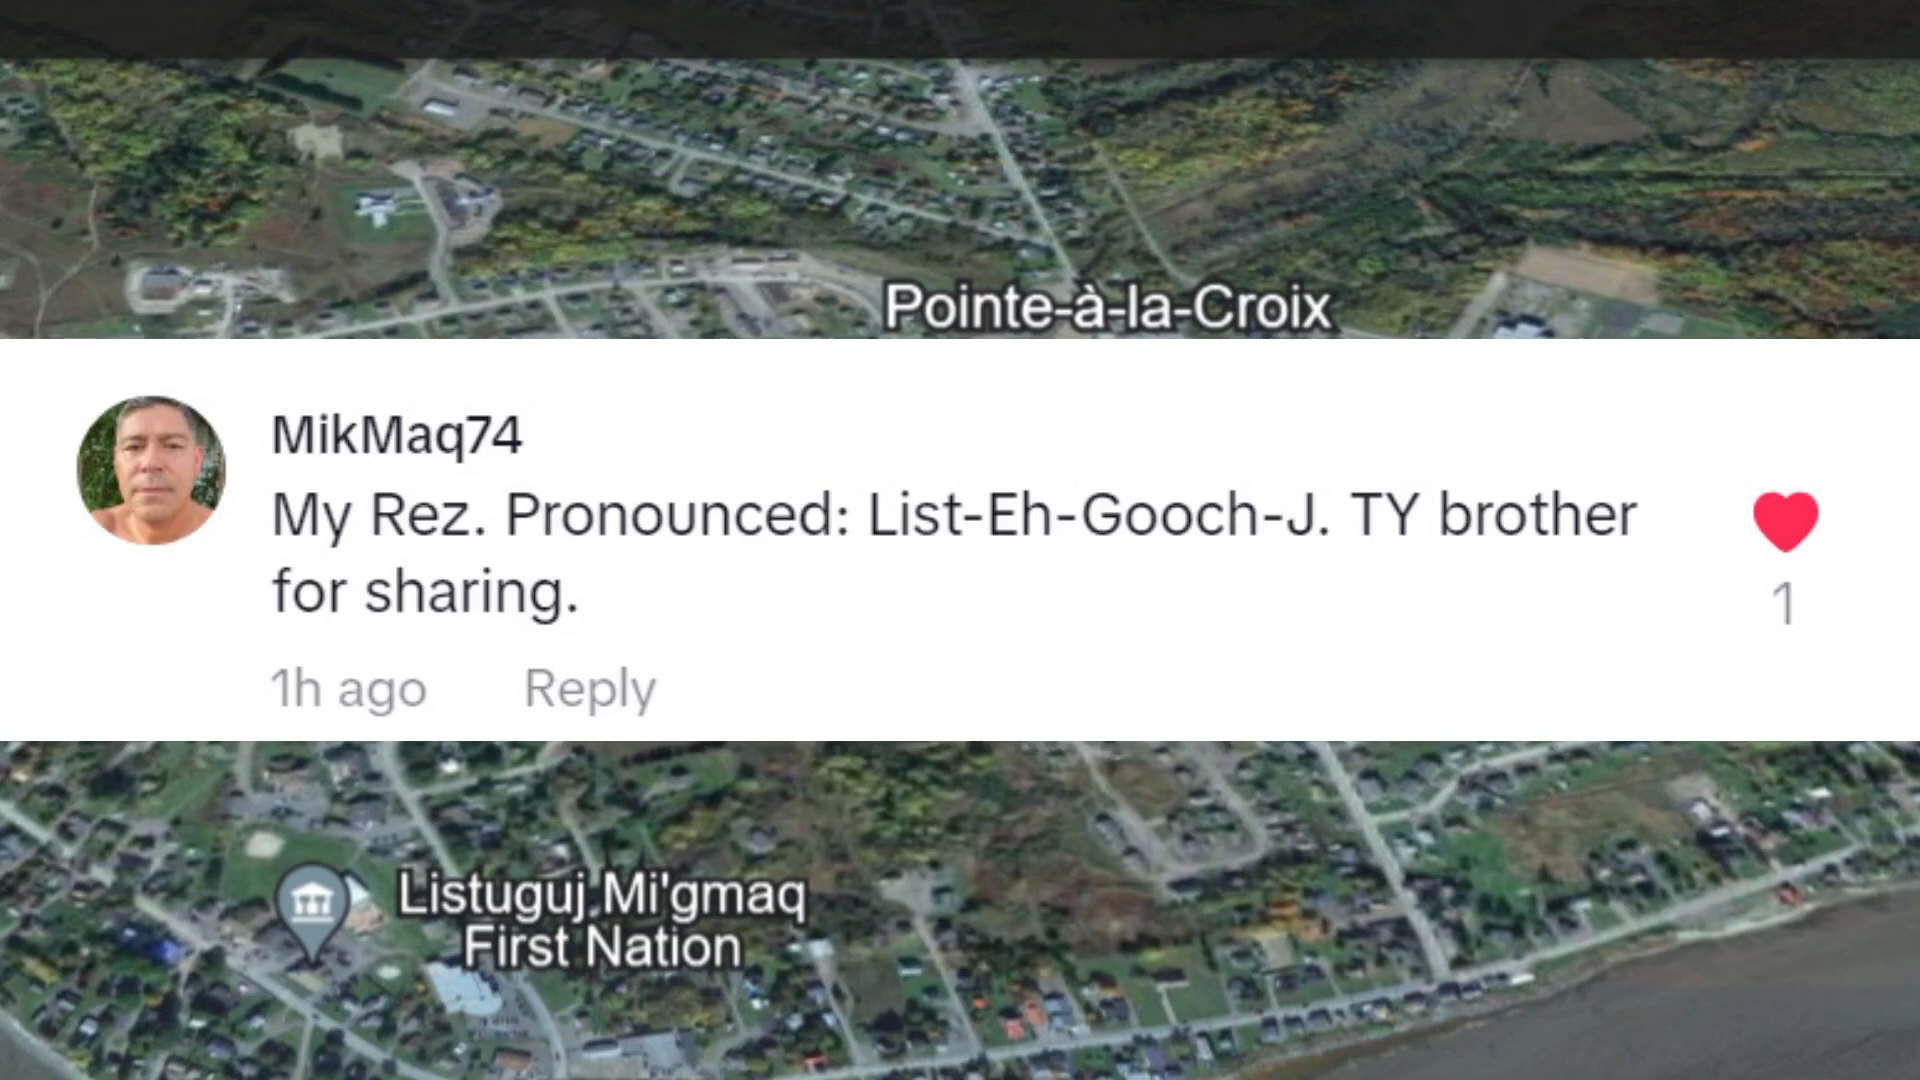 Pointe-à-la-Croix
MikMaq74
My Rez. Pronounced: List-Eh-Gooch-J. TY brother
for sharing.
1
1h ago Reply
Listuguj Mi'gmaq
First Nation